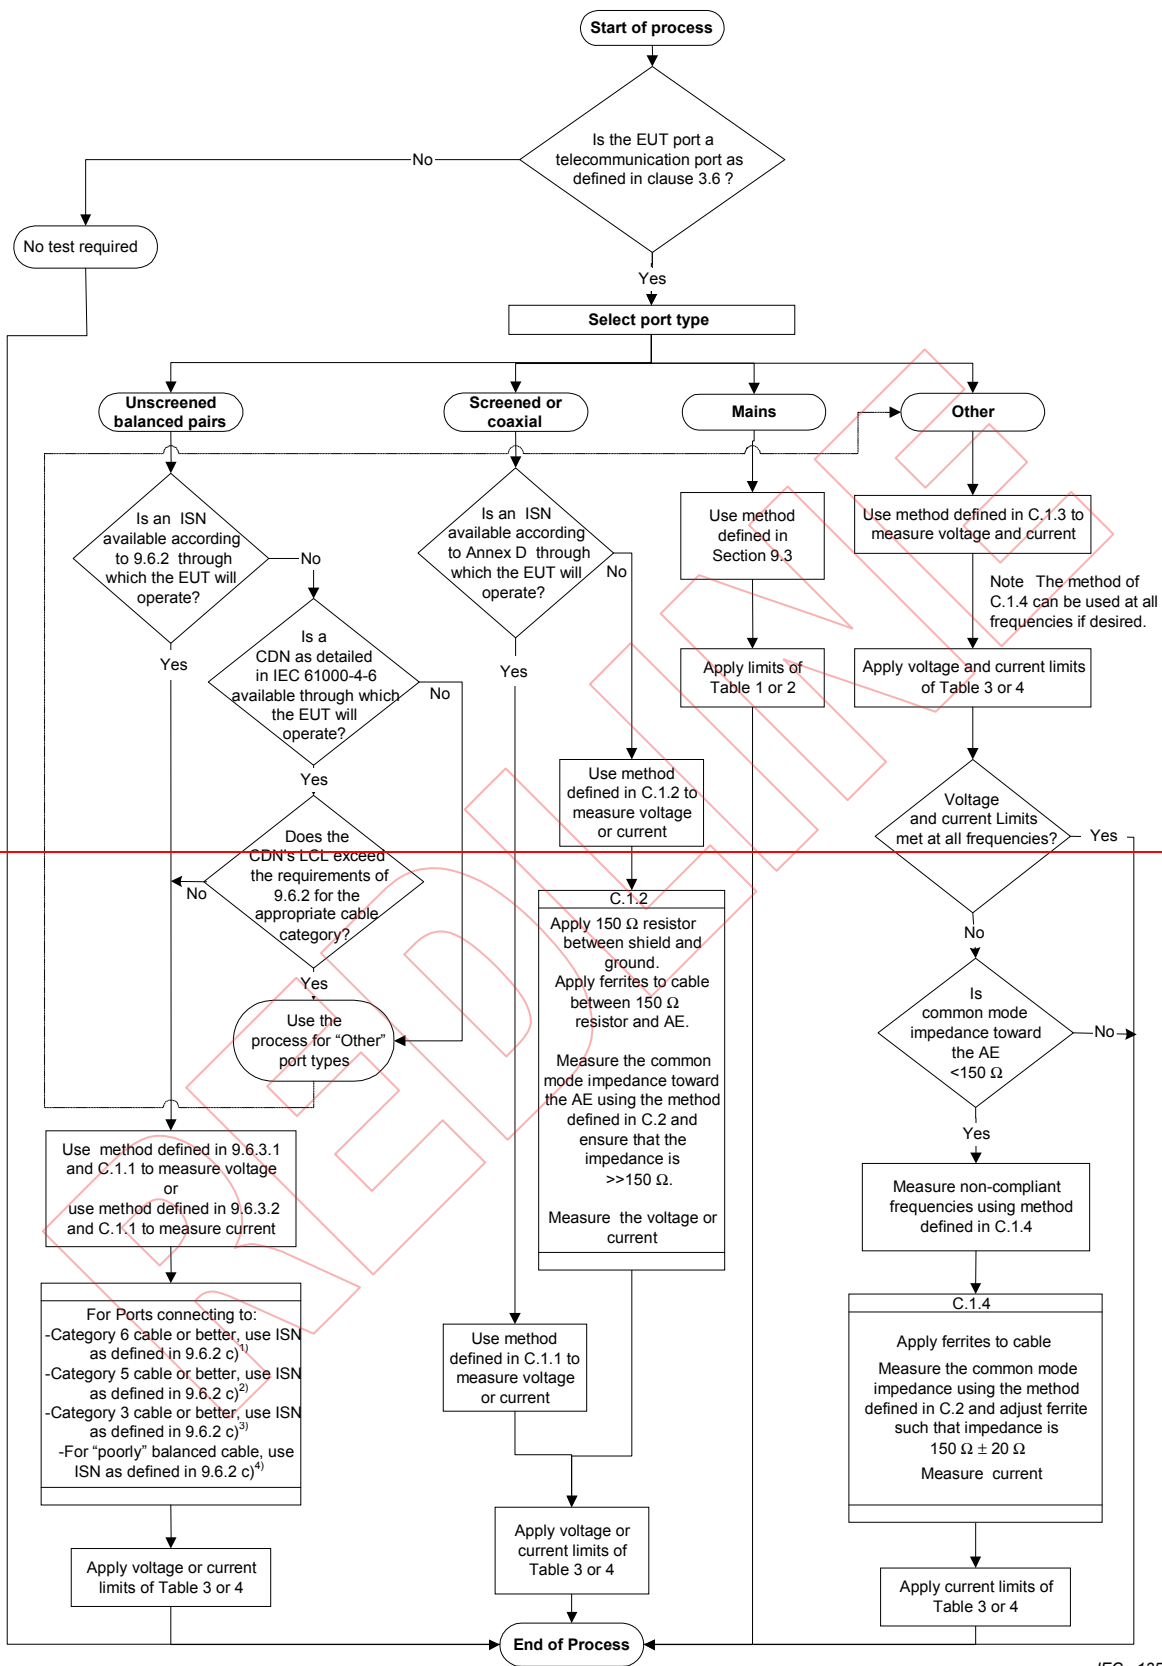 Start of process
Is the EUT port a
telecommunication port as
defined in clause 3.6 ?
No
No test required
Yes
Select port type
Unscreened
balanced pairs
Screened or
coaxial
Mains
Other
Is an ISN
available according
to 9.6.2 through
which the EUT will
operate?
No
Yes
Is a
CDN as detailed
in IEC 61000-4-6
available through which
the EUT will
operate?
No
Yes
Does the
CDN's LCL exceed
the requirements of
9.6.2 for the
appropriate cable
category?
No
Yes
Use the
process for “Other”
port types
Use method defined in 9.6.3.1
and C.1.1 to measure voltage
or
use method defined in 9.6.3.2
and C.1.1 to measure current
For Ports connecting to:
-Category 6 cable or better, use ISN
as defined in 9.6.2 c)1)
-Category 5 cable or better, use ISN
as defined in 9.6.2 c)2)
-Category 3 cable or better, use ISN
as defined in 9.6.2 c)3)
-For “poorly” balanced cable, use
ISN as defined in 9.6.2 c)4)
Apply voltage or current
limits of Table 3 or 4
Is an ISN
available according
to Annex D through
which the EUT will
operate?
No
Yes
Use method
defined in C.1.2 to
measure voltage
or current
C.1.2
Apply 150 Ω resistor
between shield and
ground.
Apply ferrites to cable
between 150 Ω
resistor and AE.
Measure the common
mode impedance toward
the AE using the method
defined in C.2 and
ensure that the
impedance is
>>150 Ω.
Measure the voltage or
current
Use method
defined in C.1.1 to
measure voltage
or current
Apply voltage or
current limits of
Table 3 or 4
Use method
defined in
Section 9.3
Apply limits of
Table 1 or 2
Use method defined in C.1.3 to
measure voltage and current
Note The method of
C.1.4 can be used at all
frequencies if desired.
Apply voltage and current limits
of Table 3 or 4
Voltage
and current Limits
met at all frequencies?
Yes
No
Is
common mode
impedance toward
the AE
<150 Ω
No
Yes
Measure non-compliant
frequencies using method
defined in C.1.4
C.1.4
Apply ferrites to cable
Measure the common mode
impedance using the method
defined in C.2 and adjust ferrite
such that impedance is
150 Ω ± 20 Ω
Measure current
Apply current limits of
Table 3 or 4
End of Process
REDLINE